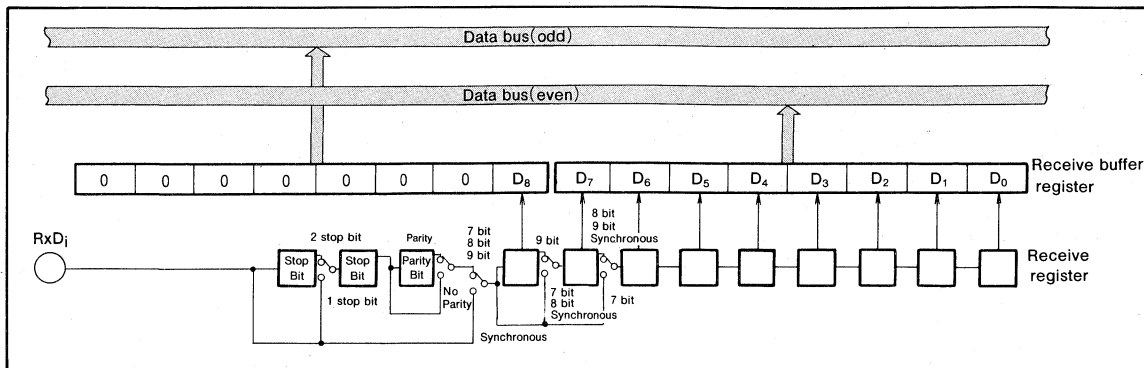 Data bus(odd)
Data bus(even)
0 0 0 0 0 0 0 D₈ D₇ D₆ D₅ D₄ D₃ D₂ D₁ D₀
Receive buffer
register
RxDᵢ
2 stop bit
Parity
7 bit
8 bit
9 bit
9 bit
8 bit
9 bit
Synchronous
Stop
Bit
Stop
Bit
Parity
Bit
Receive
register
1 stop bit
No
Parity
7 bit
8 bit
Synchronous
7 bit
Synchronous